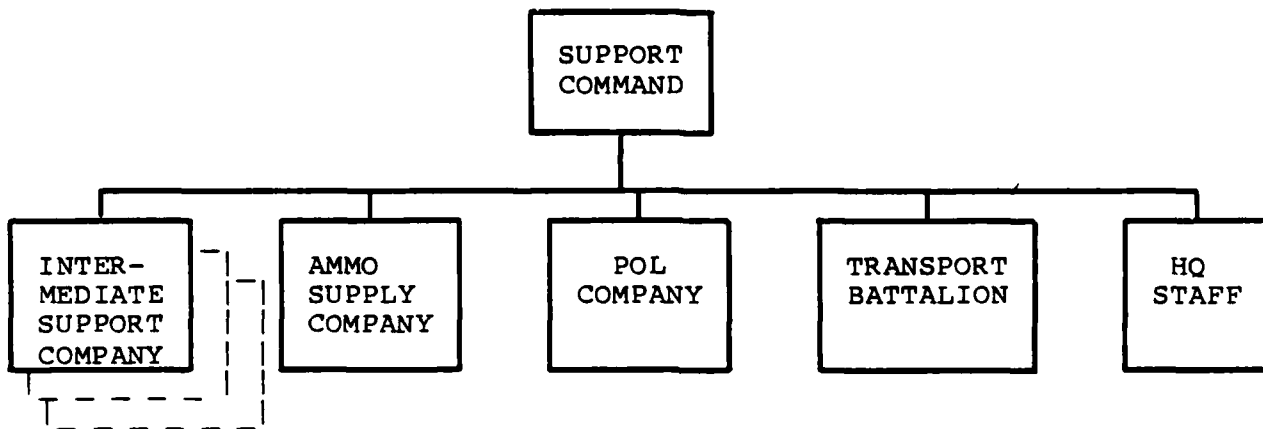 SUPPORT
COMMAND
INTER-
MEDIATE
SUPPORT
COMPANY
AMMO
SUPPLY
COMPANY
POL
COMPANY
TRANSPORT
BATTALION
HQ
STAFF